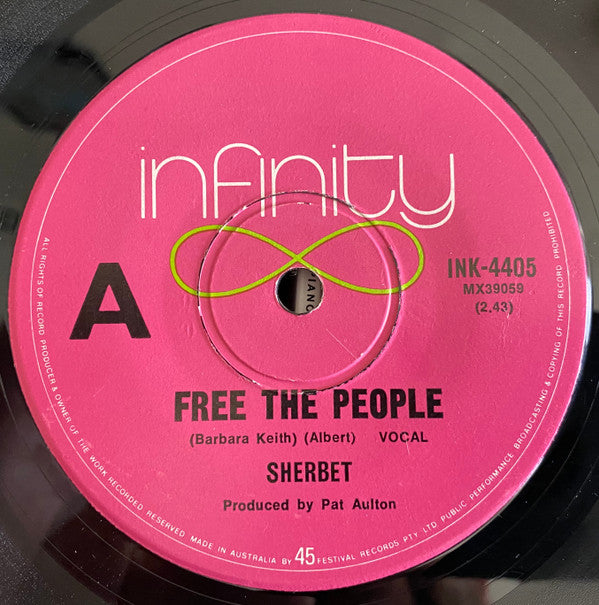 infinity
A
INK-4405
MX39059
(2.43)
FREE THE PEOPLE
(Barbara Keith) (Albert) VOCAL
SHERBET
Produced by Pat Aulton
ALL RIGHTS OF RECORD PRODUCER & OWNER OF THE WORK RECORDED RESERVED MADE IN AUSTRALIA BY 45 FESTIVAL RECORDS PTY. LTD. PUBLIC PERFORMANCE BROADCASTING & COPYING OF THIS RECORD PROHIBITED
IANC